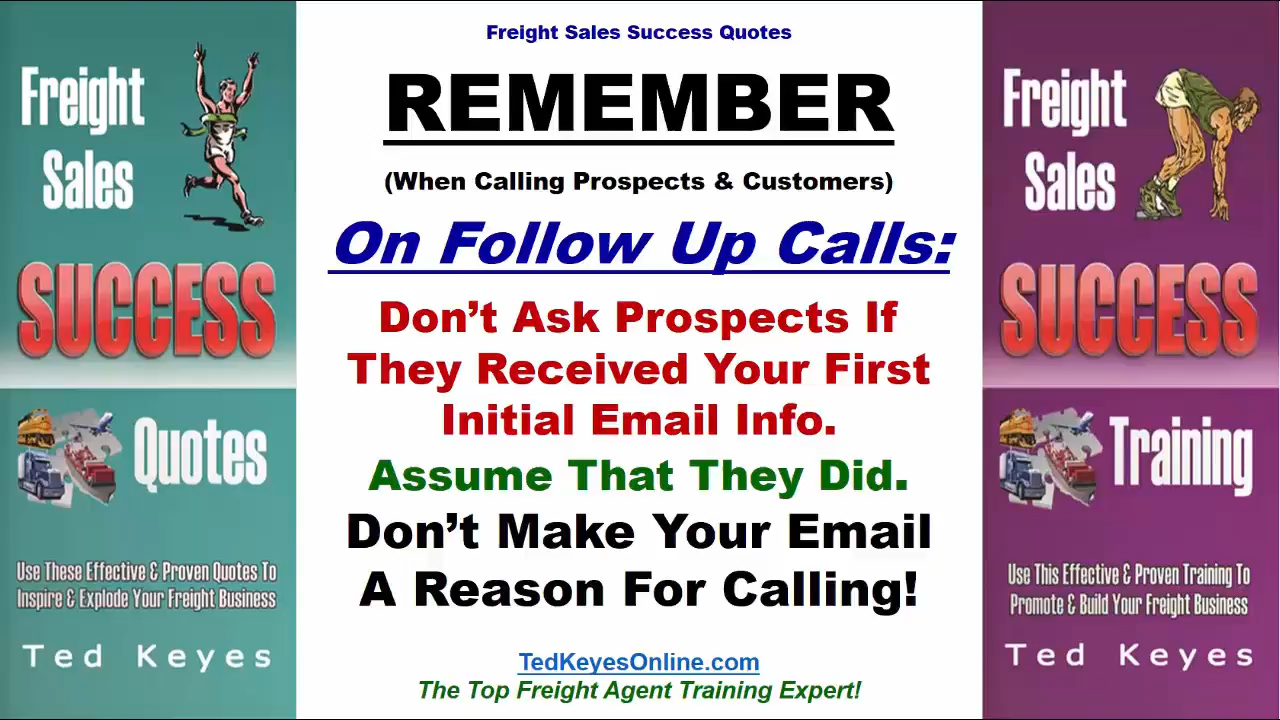 Freight Sales Success Quotes
REMEMBER
(When Calling Prospects & Customers)
On Follow Up Calls:
Don't Ask Prospects If
They Received Your First
Initial Email Info.
Assume That They Did.
Don't Make Your Email
A Reason For Calling!
TedKeyesOnline.com
The Top Freight Agent Training Expert!
Freight
Sales
SUCCESS
Quotes
Use These Effective & Proven Quotes To
Inspire & Explode Your Freight Business
Ted Keyes
Freight
Sales
SUCCESS
Training
Use This Effective & Proven Training To
Promote & Build Your Freight Business
Ted Keyes